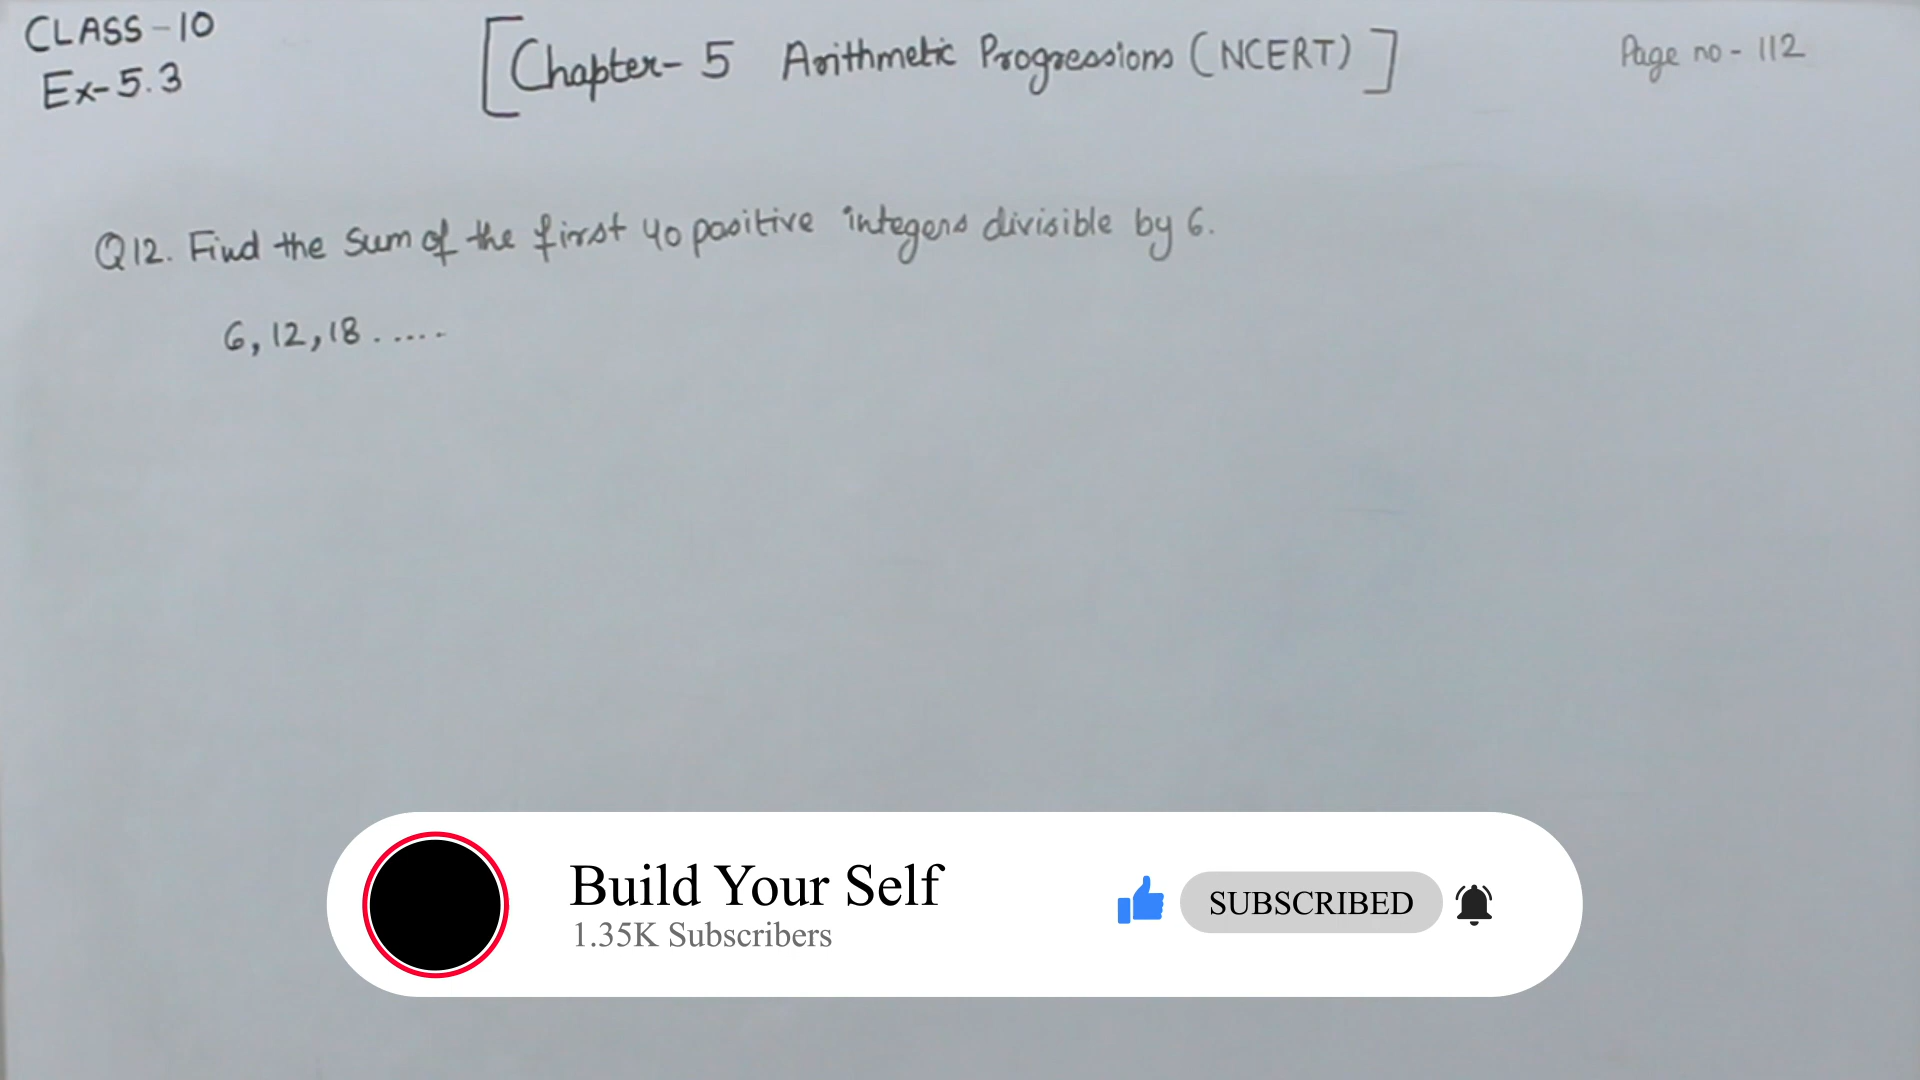 CLASS-10
Ex-5.3
[Chapter-5 Arithmetic Progressions (NCERT)]
Page no - 112
Q12. Find the sum of the first 40 positive integers divisible by 6.
6, 12, 18.....
Build Your Self
1.35K Subscribers
SUBSCRIBED